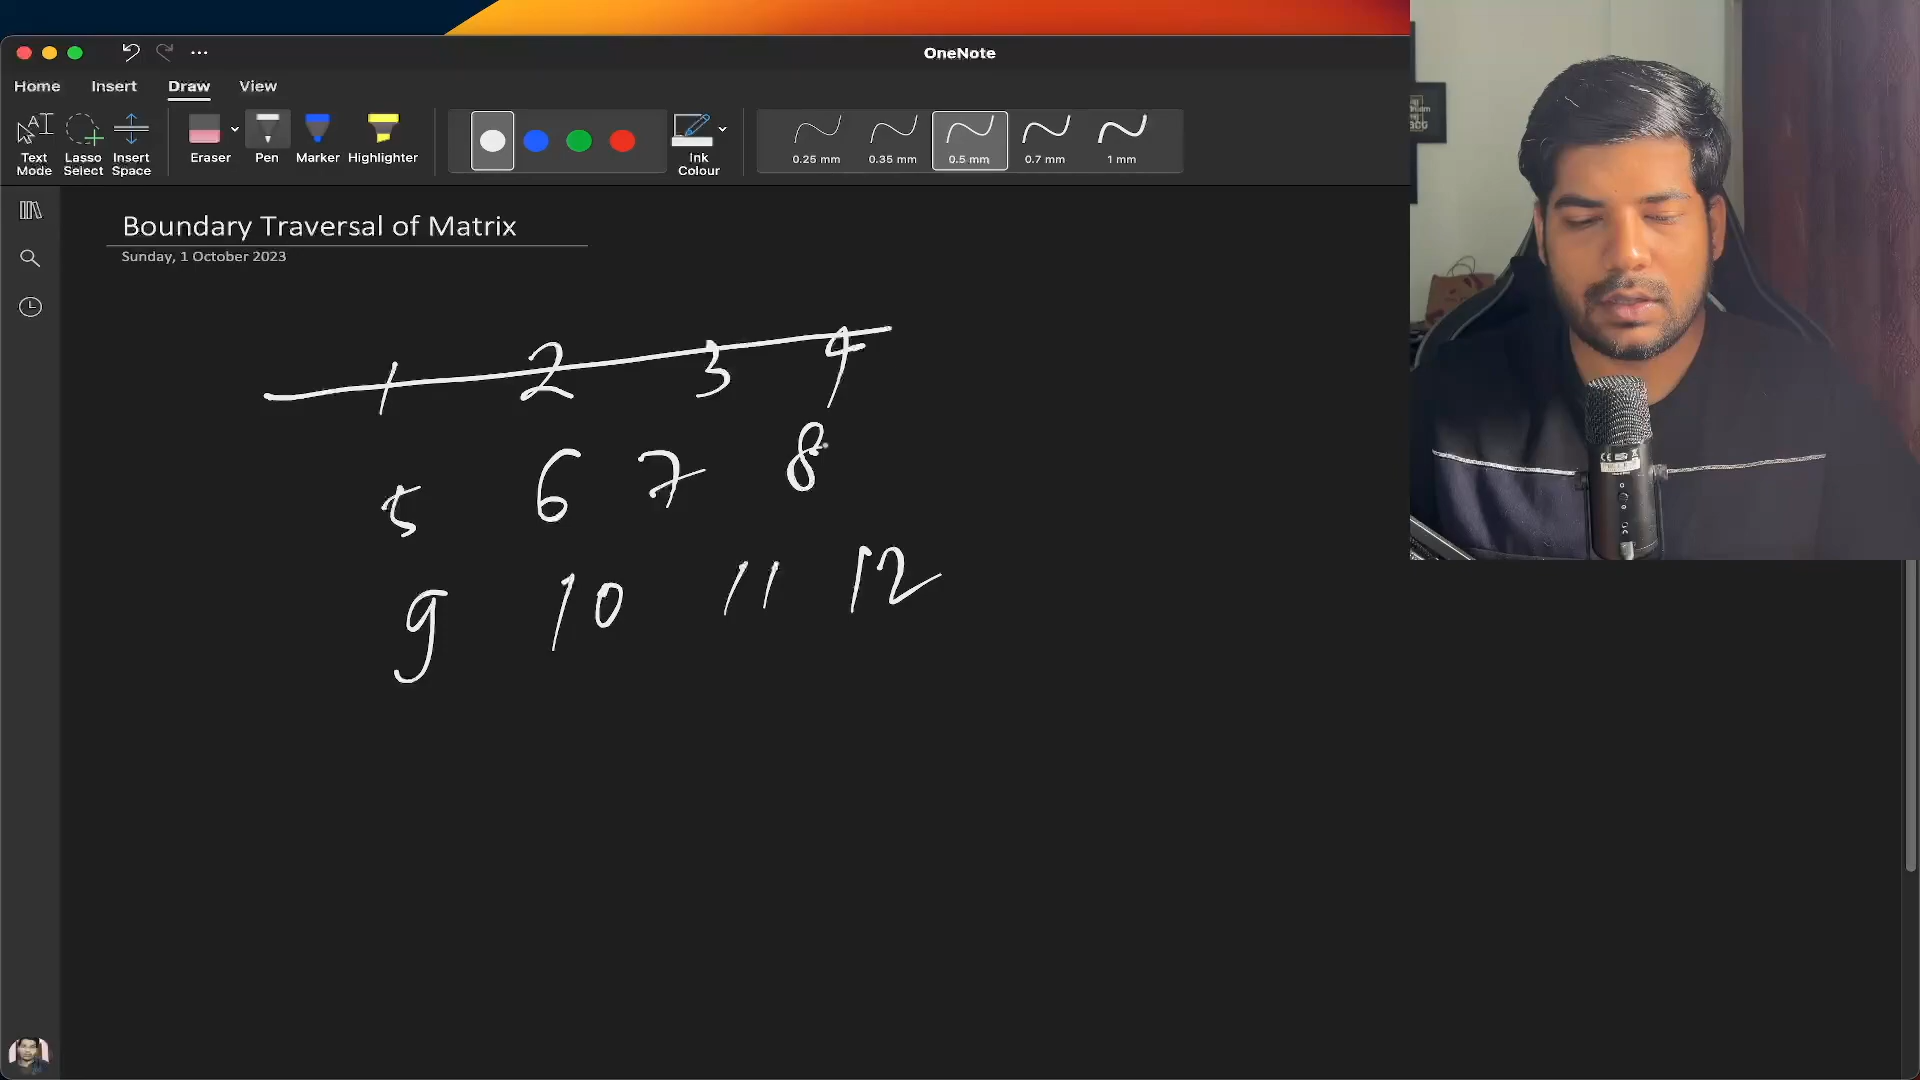 OneNote
Home Insert Draw View
Text Mode
Lasso Select
Insert Space
Eraser
Pen
Marker
Highlighter
Ink Colour
0.25 mm
0.35 mm
0.5 mm
0.7 mm
1 mm
Boundary Traversal of Matrix
Sunday, 1 October 2023
1 2 3 4
5 6 7 8
9 10 11 12